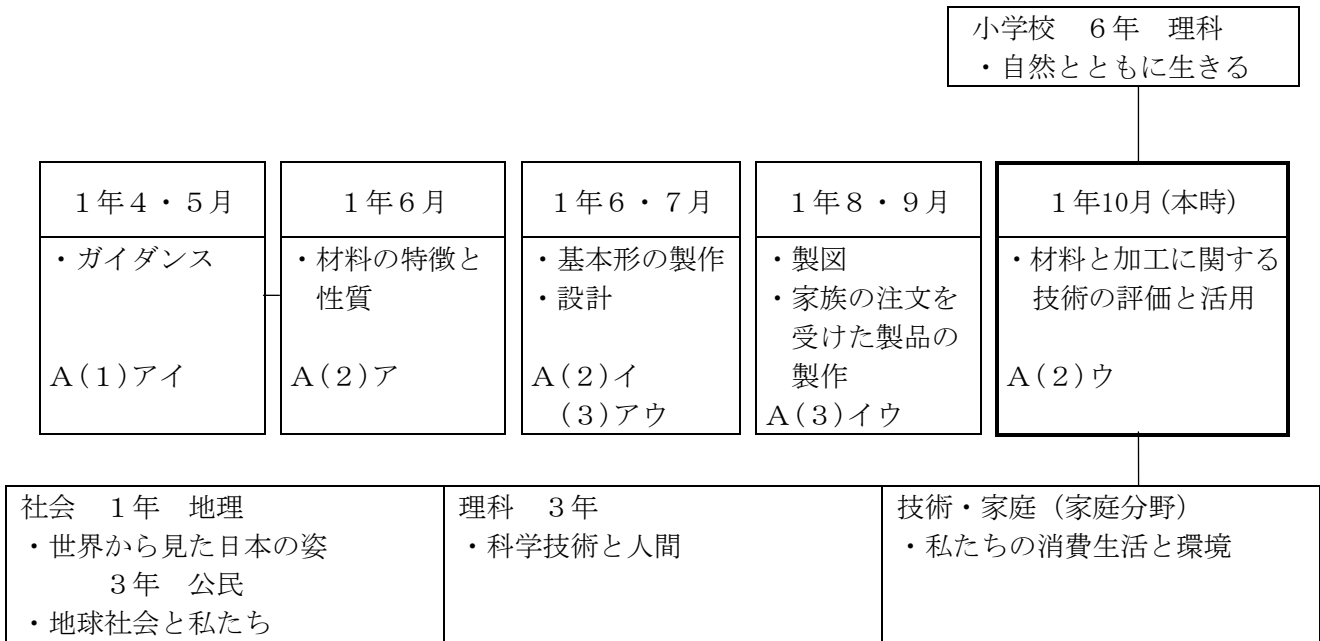 小学校　６年　理科
・自然とともに生きる
１年４・５月
・ガイダンス
Ａ(１)アイ
１年６月
・材料の特徴と
性質
Ａ(２)ア
１年６・７月
・基本形の製作
・設計
Ａ(２)イ
(３)アウ
１年８・９月
・製図
・家族の注文を
受けた製品の
製作
Ａ(３)イウ
１年10月(本時)
・材料と加工に関する
技術の評価と活用
Ａ(２)ウ
社会　１年　地理
・世界から見た日本の姿
３年　公民
・地球社会と私たち
理科　３年
・科学技術と人間
技術・家庭（家庭分野）
・私たちの消費生活と環境